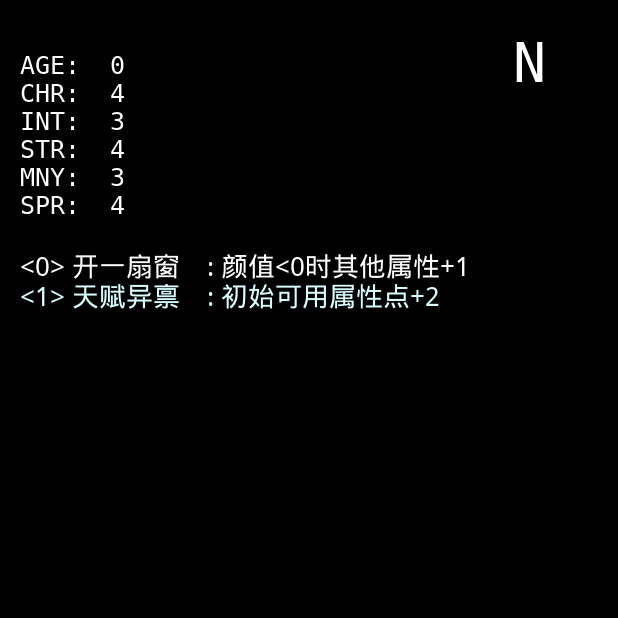 N
AGE: 0
CHR: 4
INT: 3
STR: 4
MNY: 3
SPR: 4
<0> 开一扇窗 : 颜值<0时其他属性+1
<1> 天赋异禀 : 初始可用属性点+2